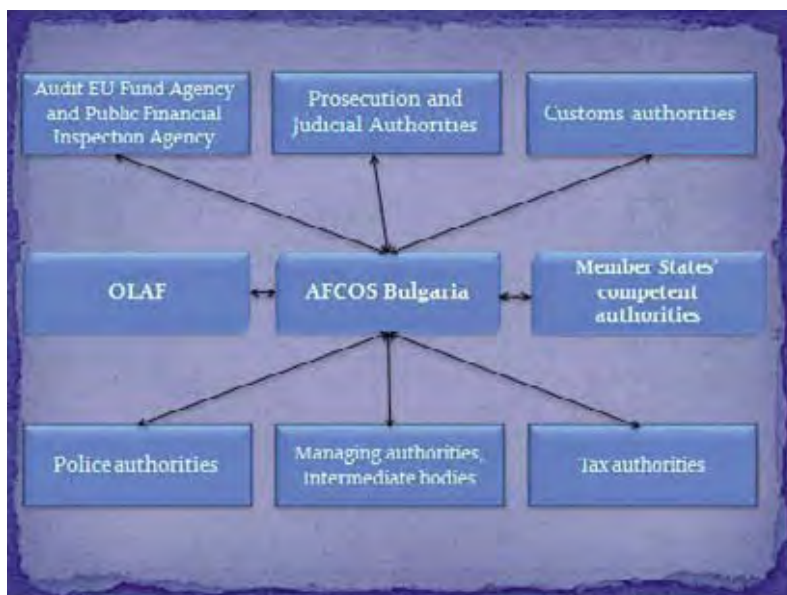 Audit EU Fund Agency
and Public Financial
Inspection Agency
Prosecution and
Judicial Authorities
Customs authorities
OLAF
AFCOS Bulgaria
Member States'
competent
authorities
Police authorities
Managing authorities,
Intermediate bodies
Tax authorities